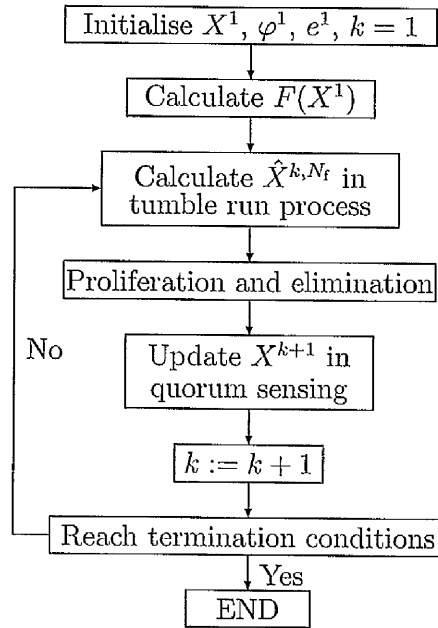 Initialise X¹, φ¹, e¹, k = 1
Calculate F(X¹)
Calculate X̂^{k,N_f} in
tumble run process
Proliferation and elimination
No
Update X^{k+1} in
quorum sensing
k := k + 1
Reach termination conditions
Yes
END